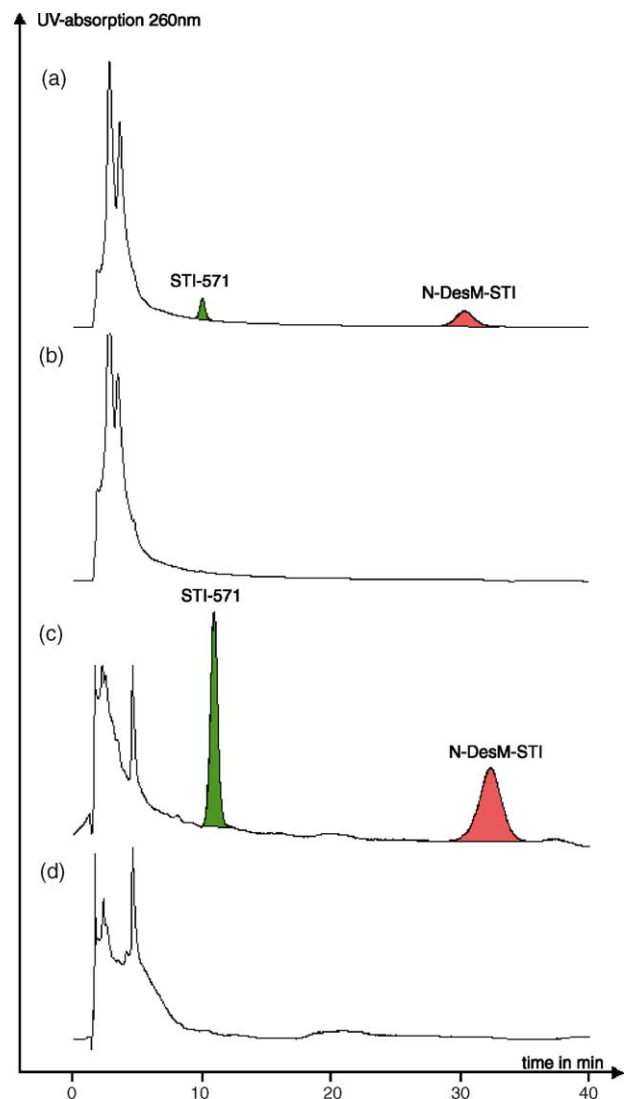 UV-absorption 260nm
(a)
STI-571
N-DesM-STI
(b)
STI-571
(c)
N-DesM-STI
(d)
time in min
0 10 20 30 40